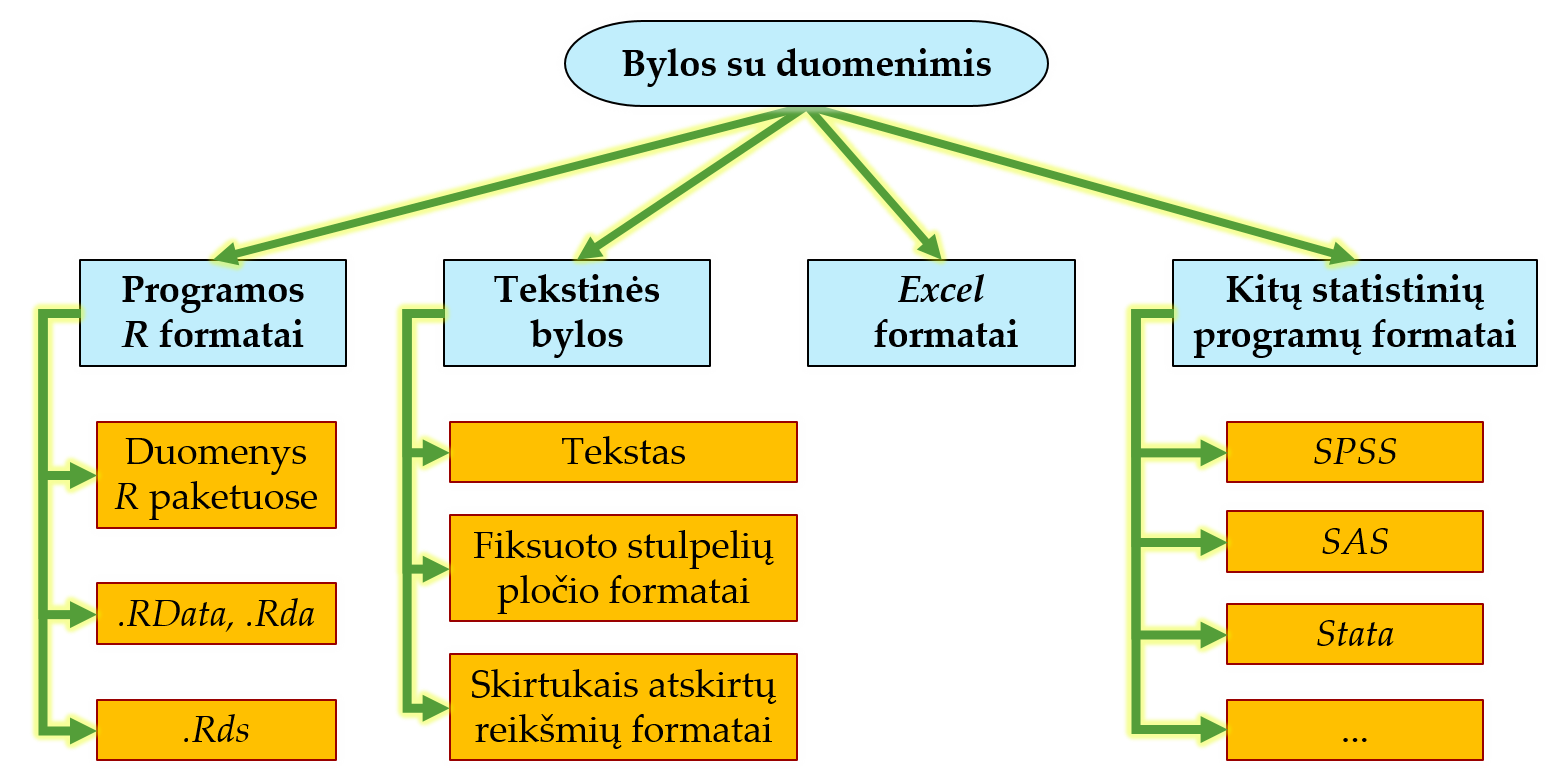 Bylos su duomenimis
Programos
R formatai
Duomenys
R paketuose
.RData, .Rda
.Rds
Tekstinės
bylos
Tekstas
Fiksuoto stulpelių
pločio formatai
Skirtukais atskirtų
reikšmių formatai
Excel
formatai
Kitų statistinių
programų formatai
SPSS
SAS
Stata
...